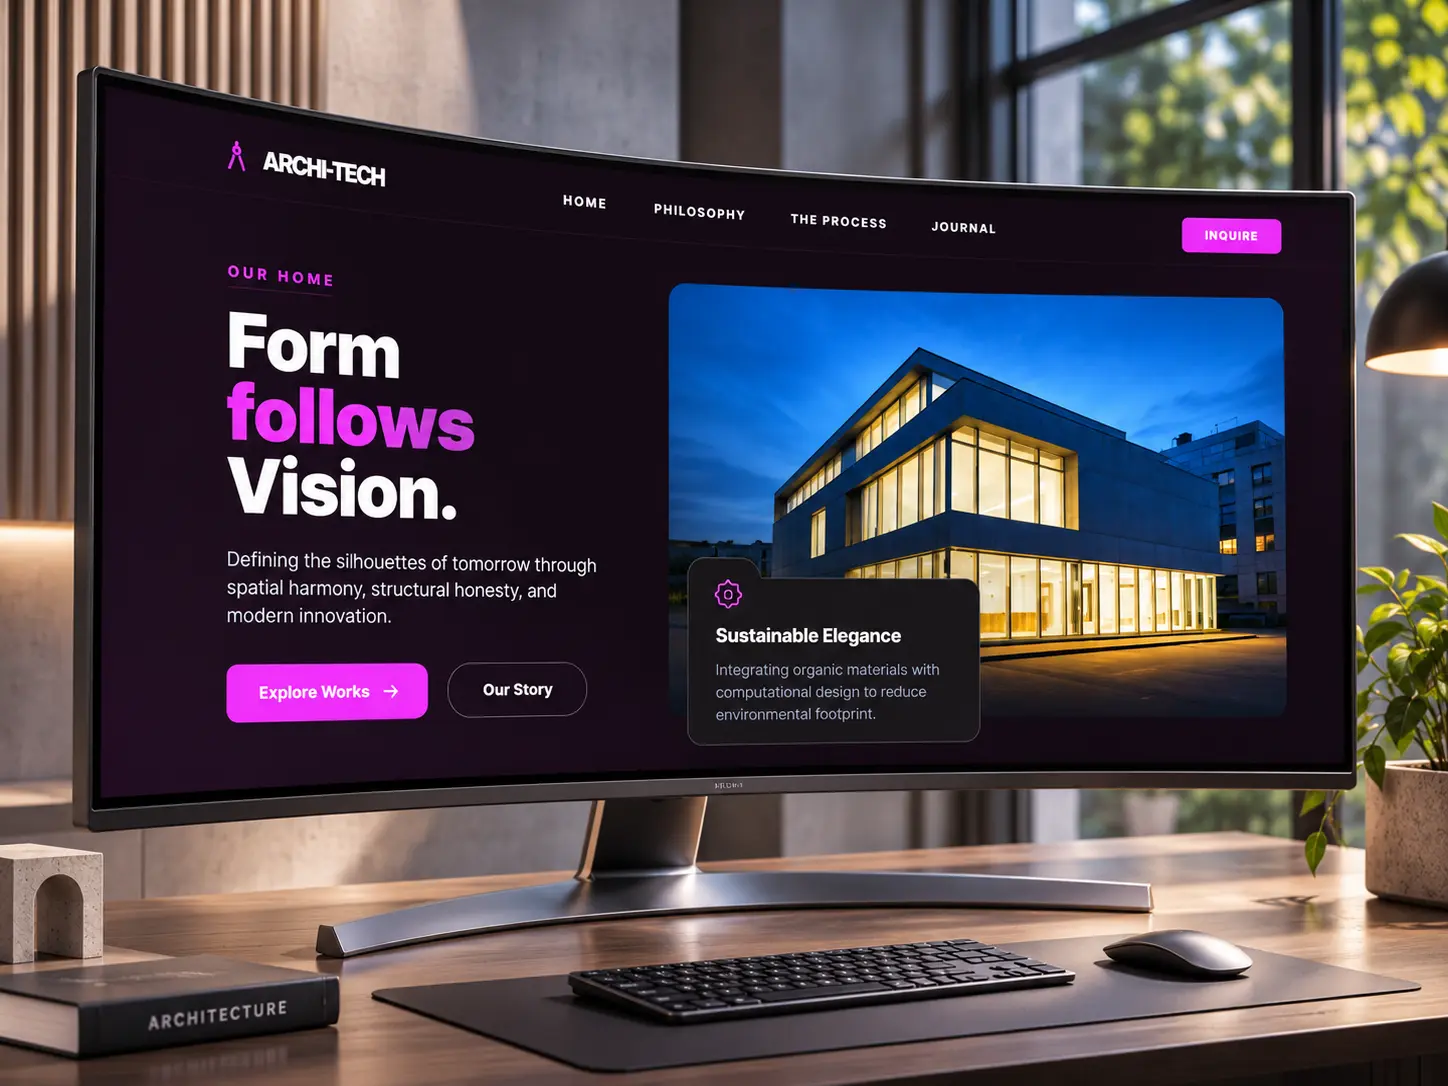 ARCHI-TECH
HOME
PHILOSOPHY
THE PROCESS
JOURNAL
INQUIRE
OUR HOME
Form
follows
Vision.
Defining the silhouettes of tomorrow through
spatial harmony, structural honesty, and
modern innovation.
Explore Works →
Our Story
Sustainable Elegance
Integrating organic materials with
computational design to reduce
environmental footprint.
ARCHITECTURE